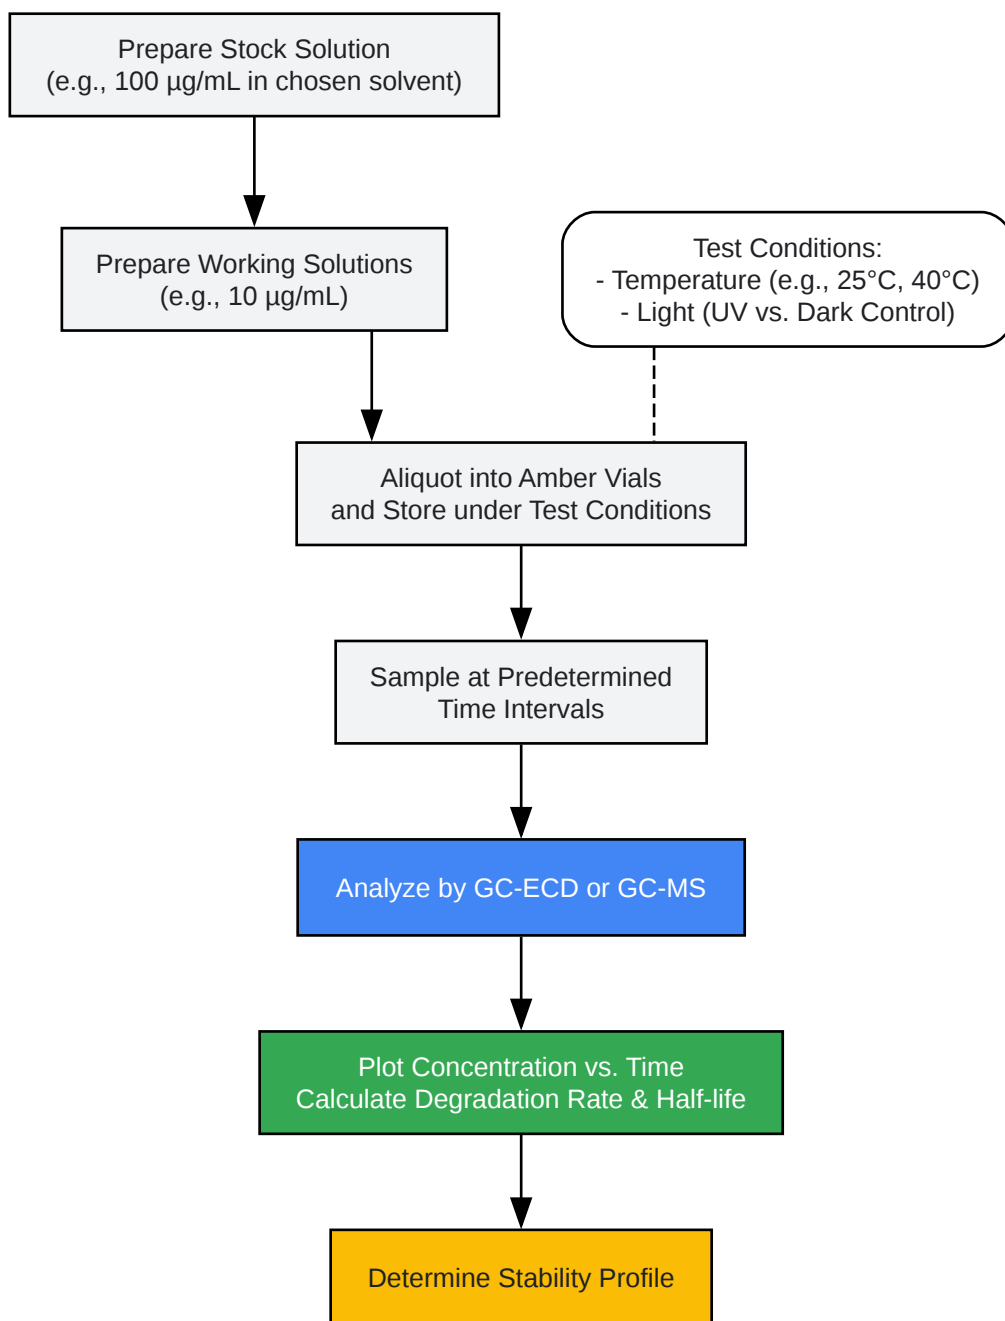 Prepare Stock Solution
(e.g., 100 µg/mL in chosen solvent)
Prepare Working Solutions
(e.g., 10 µg/mL)
Test Conditions:
- Temperature (e.g., 25°C, 40°C)
- Light (UV vs. Dark Control)
Aliquot into Amber Vials
and Store under Test Conditions
Sample at Predetermined
Time Intervals
Analyze by GC-ECD or GC-MS
Plot Concentration vs. Time
Calculate Degradation Rate & Half-life
Determine Stability Profile